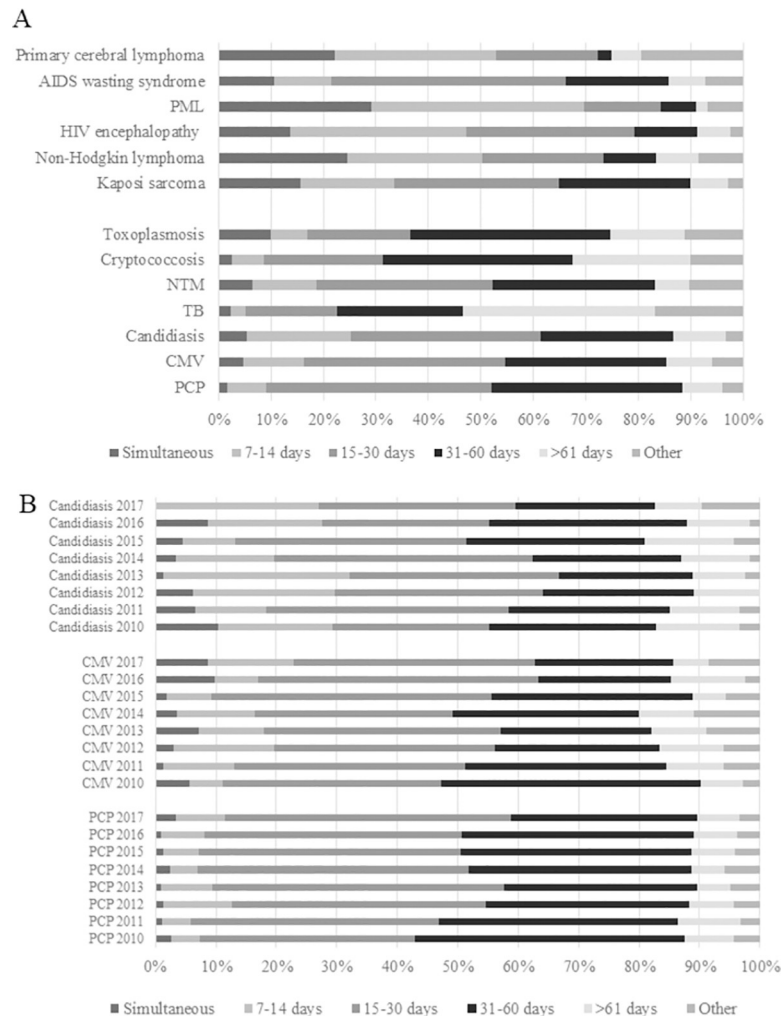 A
Primary cerebral lymphoma
AIDS wasting syndrome
PML
HIV encephalopathy
Non-Hodgkin lymphoma
Kaposi sarcoma
Toxoplasmosis
Cryptococcosis
NTM
TB
Candidiasis
CMV
PCP
0% 10% 20% 30% 40% 50% 60% 70% 80% 90% 100%
Simultaneous 7-14 days 15-30 days 31-60 days >61 days Other
B
Candidiasis 2017
Candidiasis 2016
Candidiasis 2015
Candidiasis 2014
Candidiasis 2013
Candidiasis 2012
Candidiasis 2011
Candidiasis 2010
CMV 2017
CMV 2016
CMV 2015
CMV 2014
CMV 2013
CMV 2012
CMV 2011
CMV 2010
PCP 2017
PCP 2016
PCP 2015
PCP 2014
PCP 2013
PCP 2012
PCP 2011
PCP 2010
0% 10% 20% 30% 40% 50% 60% 70% 80% 90% 100%
Simultaneous 7-14 days 15-30 days 31-60 days >61 days Other